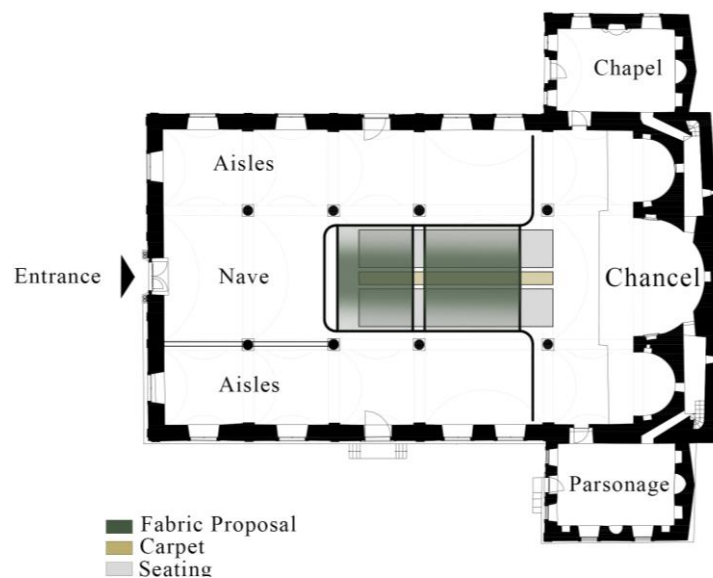 Chapel
Aisles
Entrance
Nave
Chancel
Aisles
Parsonage
Fabric Proposal
Carpet
Seating